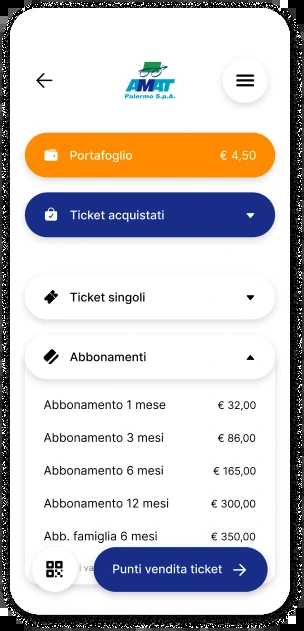 AMAT
Palermo S.p.A.
Portafoglio € 4,50
Ticket acquistati
Ticket singoli
Abbonamenti
Abbonamento 1 mese € 32,00
Abbonamento 3 mesi € 86,00
Abbonamento 6 mesi € 165,00
Abbonamento 12 mesi € 300,00
Abb. famiglia 6 mesi € 350,00
Punti vendita ticket